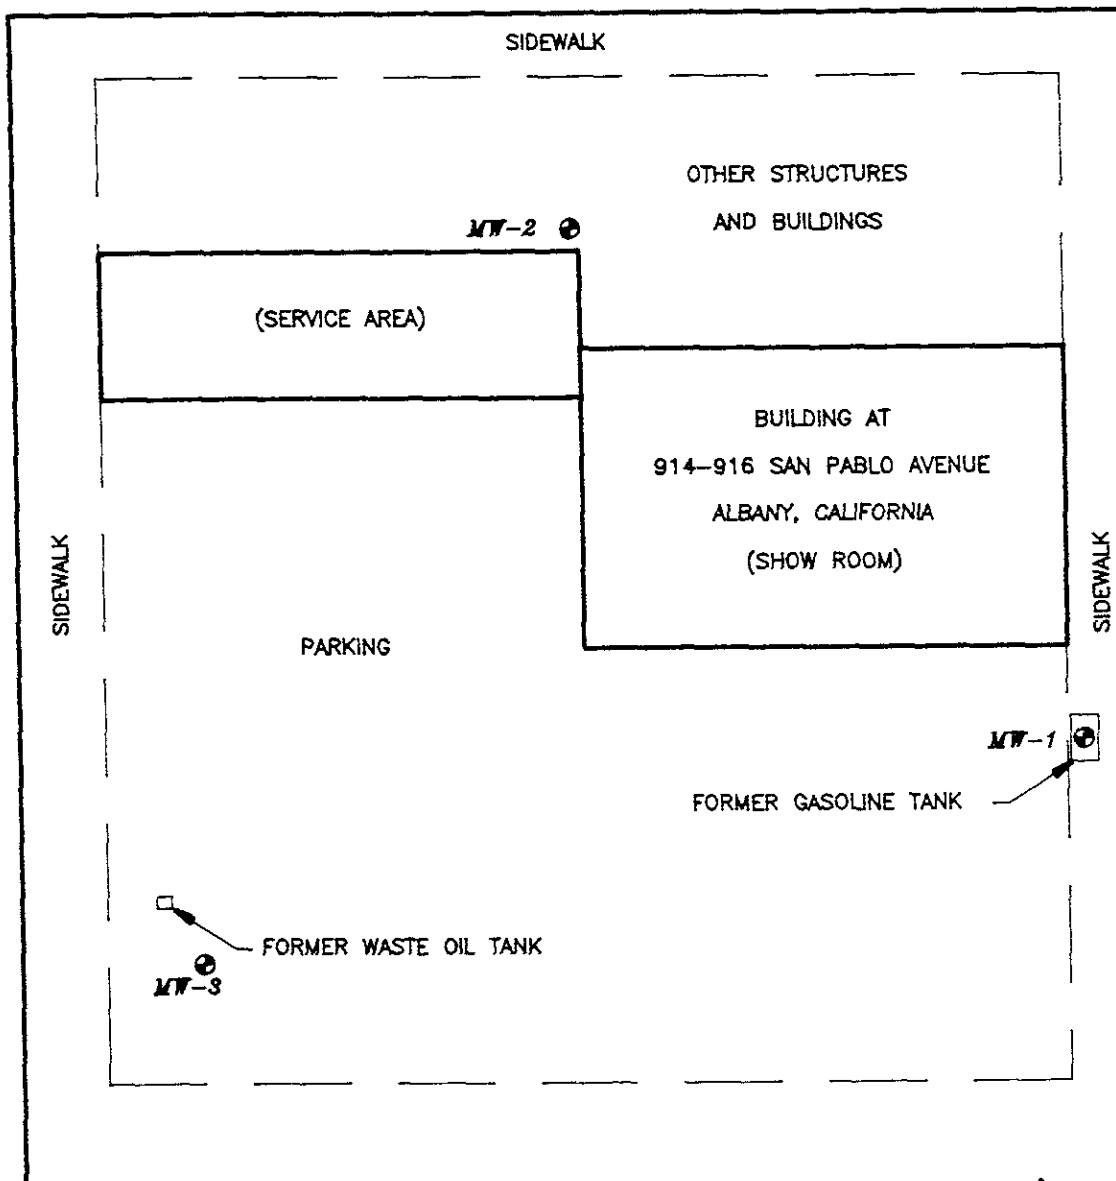 SIDEWALK
OTHER STRUCTURES
AND BUILDINGS
MW-2
(SERVICE AREA)
BUILDING AT
914-916 SAN PABLO AVENUE
ALBANY, CALIFORNIA
(SHOW ROOM)
SIDEWALK
SIDEWALK
PARKING
MW-1
FORMER GASOLINE TANK
FORMER WASTE OIL TANK
MW-3